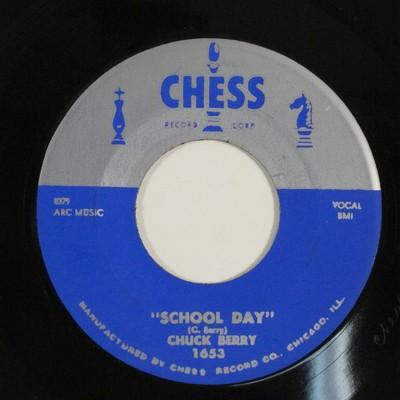 CHESS
RECORD CORP
8379
ARC MUSIC
VOCAL
BMI
"SCHOOL DAY"
(C. Berry)
CHUCK BERRY
1653
MANUFACTURED BY CHESS RECORD CO., CHICAGO, ILL.